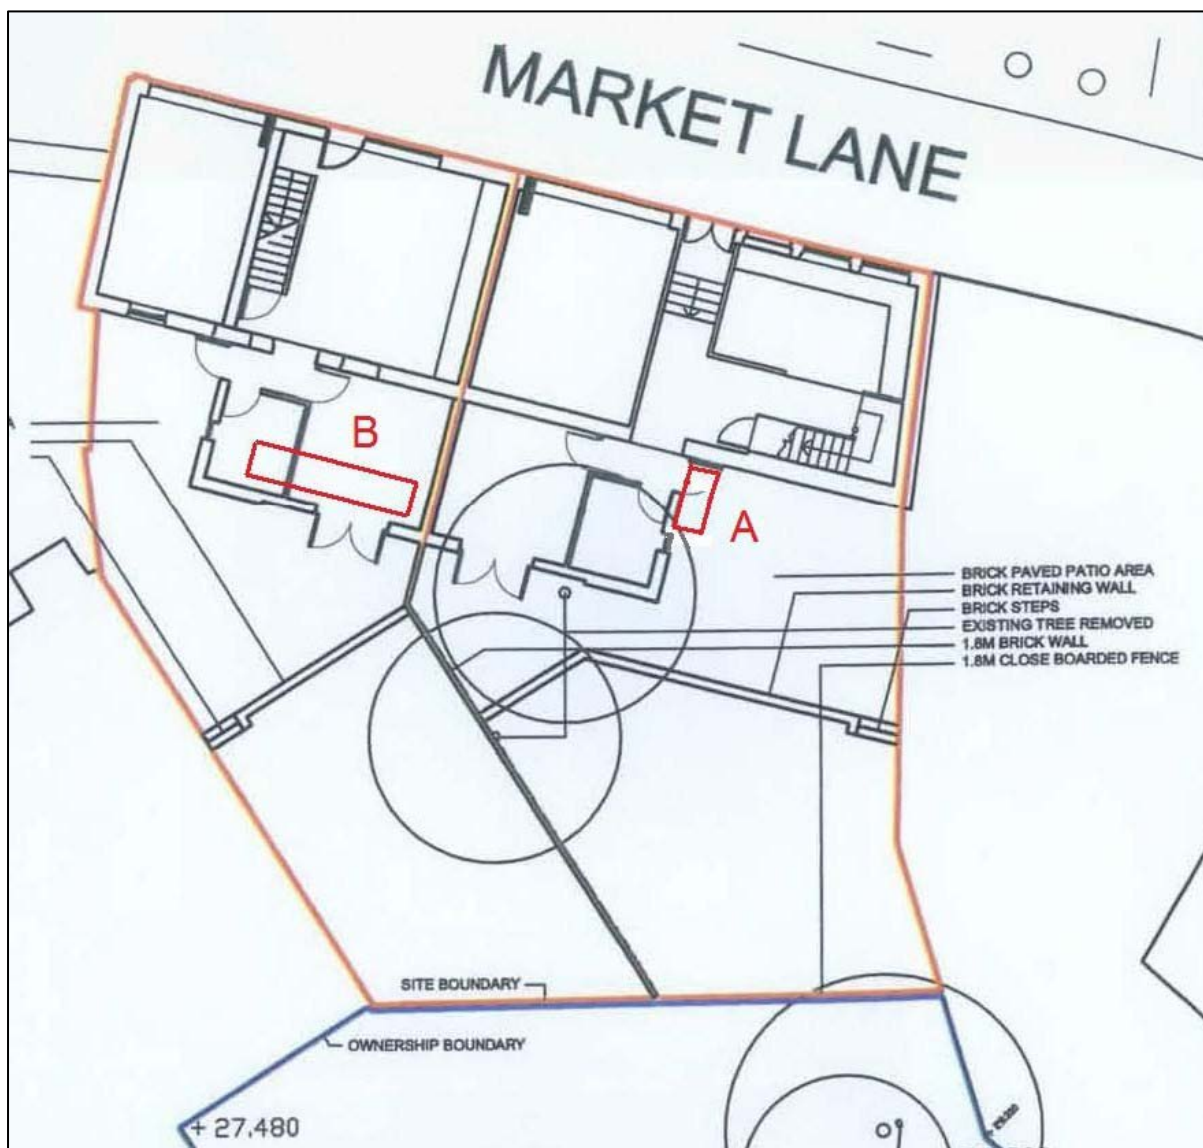 MARKET LANE
B
A
BRICK PAVED PATIO AREA
BRICK RETAINING WALL
BRICK STEPS
EXISTING TREE REMOVED
1.8M BRICK WALL
1.8M CLOSE BOARDED FENCE
SITE BOUNDARY
OWNERSHIP BOUNDARY
+ 27.480